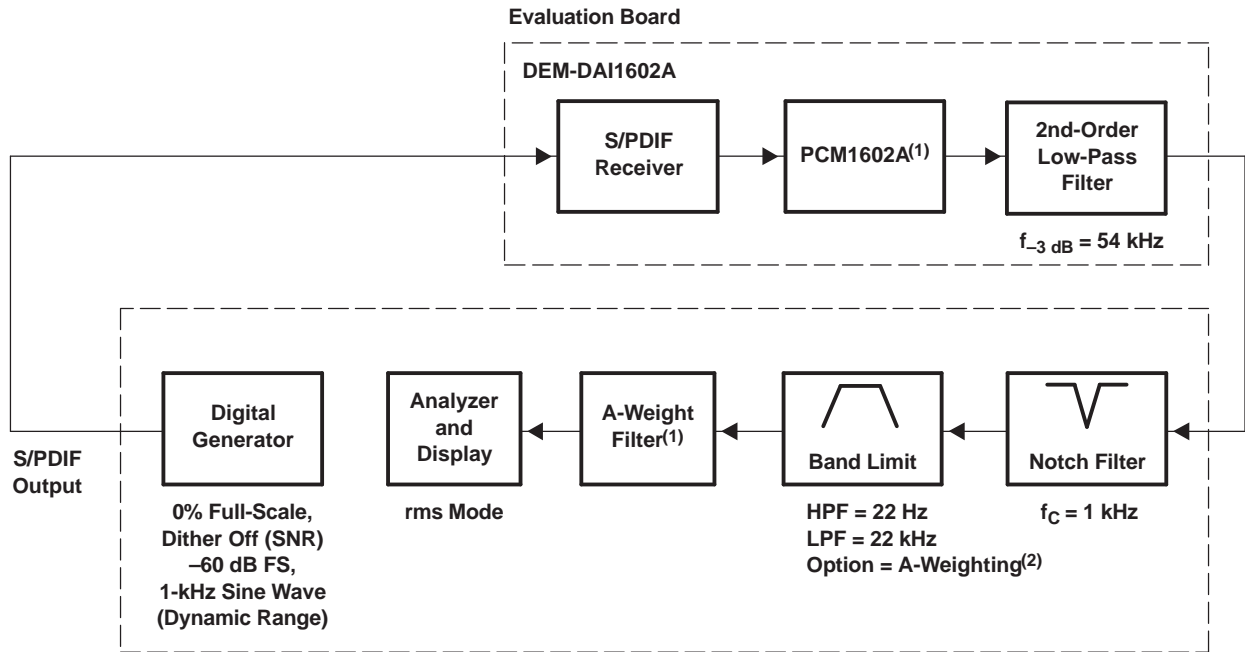 Evaluation Board
DEM-DAI1602A
S/PDIF
Receiver
PCM1602A(1)
2nd-Order
Low-Pass
Filter
f–3 dB = 54 kHz
S/PDIF
Output
Digital
Generator
0% Full-Scale,
Dither Off (SNR)
–60 dB FS,
1-kHz Sine Wave
(Dynamic Range)
Analyzer
and
Display
rms Mode
A-Weight
Filter(1)
Band Limit
HPF = 22 Hz
LPF = 22 kHz
Option = A-Weighting(2)
Notch Filter
fC = 1 kHz